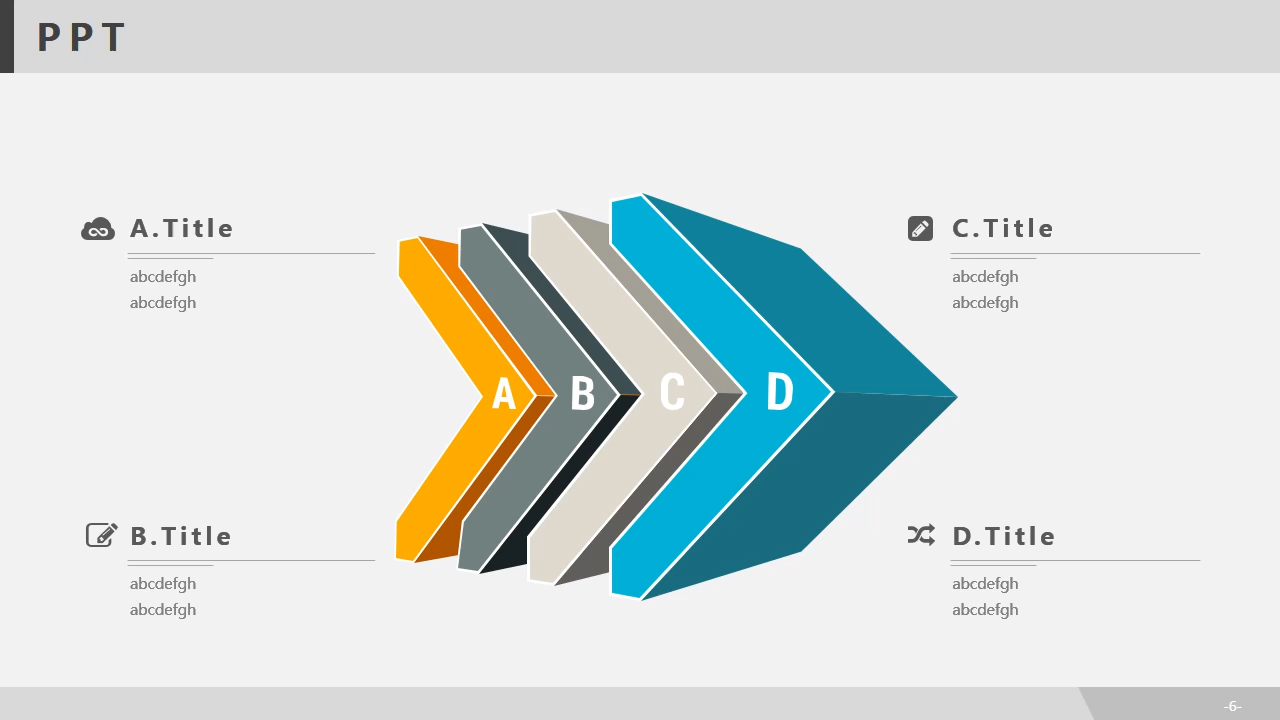 PPT
A.Title
abcdefgh
abcdefgh
B.Title
abcdefgh
abcdefgh
A
B
C
D
C.Title
abcdefgh
abcdefgh
D.Title
abcdefgh
abcdefgh
-6-